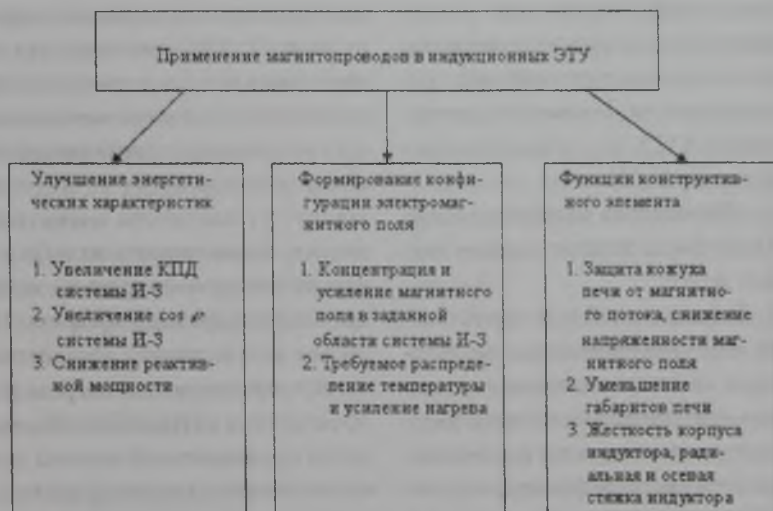 Применение магнитопроводов в индукционных ЭТУ
Улучшение энергети-
ческих характеристик
1. Увеличение КПД
системы И-З
2. Увеличение cos φ
системы И-З
3. Снижение реактив-
ной мощности
Формирование конфи-
гурации электромаг-
нитного поля
1. Концентрация и
усиление магнитного
поля в заданной
области системы И-З
2. Требуемое распреде-
ление температуры
и усиление нагрева
Функции конструктив-
ного элемента
1. Защита кожуха
печи от магнитно-
го потока, снижение
напряженности маг-
нитного поля
2. Уменьшение
габаритов печи
3. Жесткость корпуса
индуктора, ради-
альная и осевая
стяжка индуктора